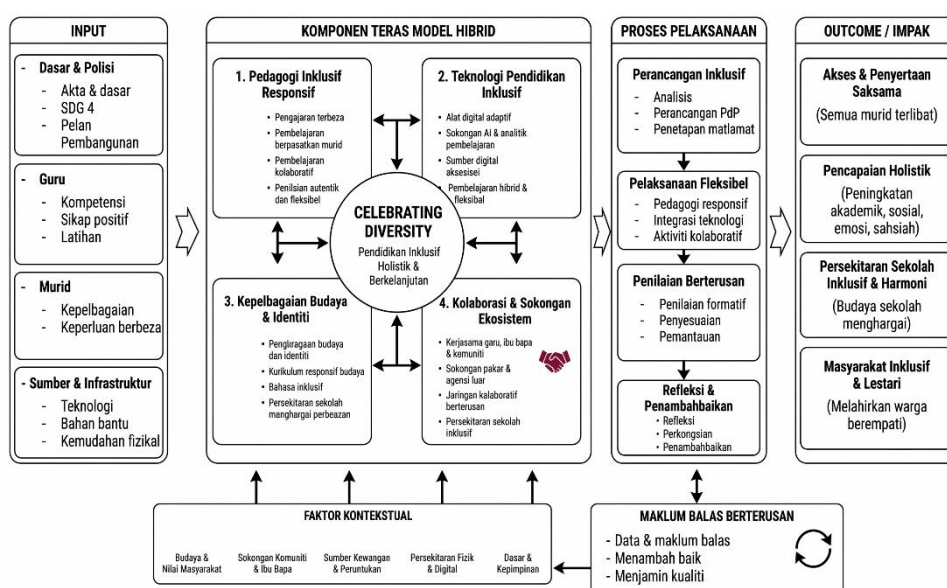 INPUT
- Dasar & Polisi
- Akta & dasar
- SDG 4
- Pelan
Pembangunan
- Guru
- Kompetensi
- Sikap positif
- Latihan
- Murid
- Kepelbagaian
- Keperluan berbeza
- Sumber & Infrastruktur
- Teknologi
- Bahan bantu
- Kemudahan fizikal
KOMPONEN TERAS MODEL HIBRID
1. Pedagogi Inklusif
Responsif
• Pengajaran terbeza
• Pembelajaran
berpasatkan murid
• Pembelajaran
kolaboratif
• Penilsian autentik
dan fleksibel
2. Teknologi Pendidikan
Inklusif
• Alat digital adaptif
• Sokongan AI & analitik
pembelajaran
• Sumber digital
aksesisei
• Pembelajaran hibrid &
fleksibal
CELEBRATING
DIVERSITY
Pendidikan Inklusif
Holistik &
Berkelanjutan
3. Kepelbagaian Budaya
& Identiti
• Pengluragaan budaya
dan identiti
• Kurikulum responsif budaya
• Bahasa inklusif
• Persekitaran sekolah
manghargai perbeazan
4. Kolaborasi & Sokongan
Ekosistem
• Kerjasama garu, ibu bapa
& kemuniti
• Sokongan pakar &
agensi luar
• Jaringan kalaboratif
berterusan
• Persekitaran sekolah
inklusif
PROSES PELAKSANAAN
Perancangan Inklusif
- Analisis
- Perancangan PdP
- Penetapan matlamat
Pelaksanaan Fleksibel
- Pedagogi responsif
- Integrasi teknologi
- Aktiviti kolaboratif
Penilaian Berterusan
- Penilaian formatif
- Penyesuaian
- Pemantauan
Refleksi &
Penambahbaikan
• Refleksi
• Perkongsian
• Penambahbaikan
OUTCOME / IMPAK
Akses & Penyertaan
Saksama
(Semua murid terlibat)
Pencapaian Holistik
(Peningkatan
akademik, sosial,
emosi, sahsiah)
Persekitaran Sekolah
Inklusif & Harmoni
(Budaya sekolah
menghargai)
Masyarakat Inklusif
& Lestari
(Melahirkan warga
berempati)
FAKTOR KONTEKSTUAL
Budaya &
Nilai Masyarakat
Sokongan Komuniti
& Ibu Bapa
Sumber Kewangan
& Peruntukan
Persekitaran Fizik
& Digital
Dasar &
Kepimpinan
MAKLUM BALAS BERTERUSAN
- Data & maklum balas
- Menambah baik
- Menjamin kualiti